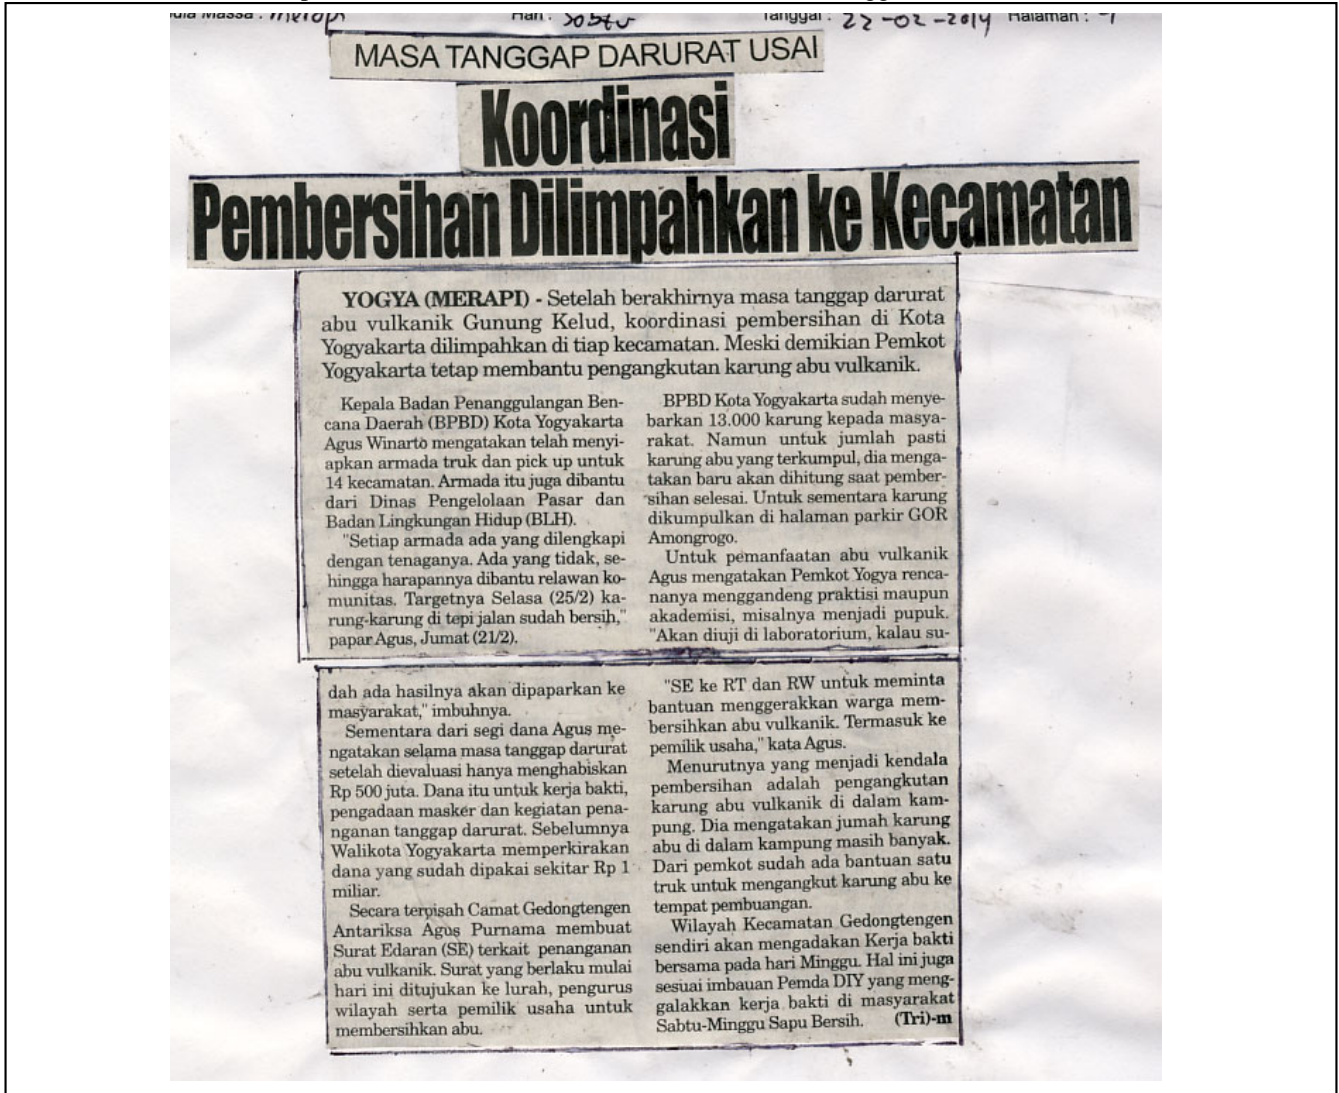 Massa : Merapi Hari : Sabtu Tanggal : 22-02-2014 Halaman :
MASA TANGGAP DARURAT USAI
Koordinasi
Pembersihan Dilimpahkan ke Kecamatan
YOGYA (MERAPI) - Setelah berakhirnya masa tanggap darurat
abu vulkanik Gunung Kelud, koordinasi pembersihan di Kota
Yogyakarta dilimpahkan di tiap kecamatan. Meski demikian Pemkot
Yogyakarta tetap membantu pengangkutan karung abu vulkanik.
Kepala Badan Penanggulangan Ben-
cana Daerah (BPBD) Kota Yogyakarta
Agus Winarto mengatakan telah menyi-
apkan armada truk dan pick up untuk
14 kecamatan. Armada itu juga dibantu
dari Dinas Pengelolaan Pasar dan
Badan Lingkungan Hidup (BLH).
"Setiap armada ada yang dilengkapi
dengan tenaganya. Ada yang tidak, se-
hingga harapannya dibantu relawan ko-
munitas. Targetnya Selasa (25/2) ka-
rung-karung di tepi jalan sudah bersih,"
papar Agus, Jumat (21/2).
BPBD Kota Yogyakarta sudah menye-
barkan 13.000 karung kepada masya-
rakat. Namun untuk jumlah pasti
karung abu yang terkumpul, dia menga-
takan baru akan dihitung saat pember-
sihan selesai. Untuk sementara karung
dikumpulkan di halaman parkir GOR
Amongrogo.
Untuk pemanfaatan abu vulkanik
Agus mengatakan Pemkot Yogya renca-
nanya menggandeng praktisi maupun
akademisi, misalnya menjadi pupuk.
"Akan diuji di laboratorium, kalau su-
dah ada hasilnya akan dipaparkan ke
masyarakat," imbuhnya.
Sementara dari segi dana Agus me-
ngatakan selama masa tanggap darurat
setelah dievaluasi hanya menghabiskan
Rp 500 juta. Dana itu untuk kerja bakti,
pengadaan masker dan kegiatan pena-
nganan tanggap darurat. Sebelumnya
Walikota Yogyakarta memperkirakan
dana yang sudah dipakai sekitar Rp 1
miliar.
Secara terpisah Camat Gedongtengen
Antariksa Agus Purnama membuat
Surat Edaran (SE) terkait penanganan
abu vulkanik. Surat yang berlaku mulai
hari ini ditujukan ke lurah, pengurus
wilayah serta pemilik usaha untuk
membersihkan abu.
"SE ke RT dan RW untuk meminta
bantuan menggerakkan warga mem-
bersihkan abu vulkanik. Termasuk ke
pemilik usaha," kata Agus.
Menurutnya yang menjadi kendala
pembersihan adalah pengangkutan
karung abu vulkanik di dalam kam-
pung. Dia mengatakan jumah karung
abu di dalam kampung masih banyak.
Dari pemkot sudah ada bantuan satu
truk untuk mengangkut karung abu ke
tempat pembuangan.
Wilayah Kecamatan Gedongtengen
sendiri akan mengadakan Kerja bakti
bersama pada hari Minggu. Hal ini juga
sesuai imbauan Pemda DIY yang meng-
galakkan kerja bakti di masyarakat
Sabtu-Minggu Sapu Bersih. (Tri)-m